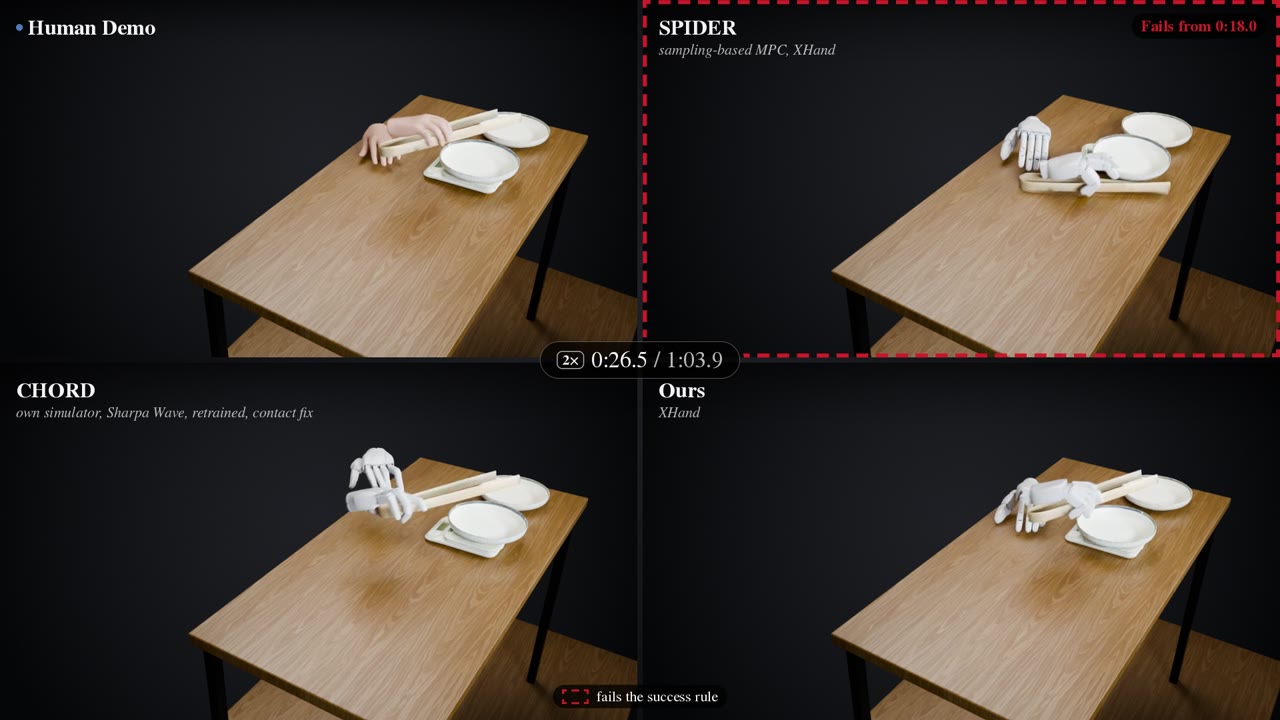 Human Demo
SPIDER
sampling-based MPC, XHand
Fails from 0:18.0
2× 0:26.5 / 1:03.9
CHORD
own simulator, Sharpa Wave, retrained, contact fix
Ours
XHand
fails the success rule